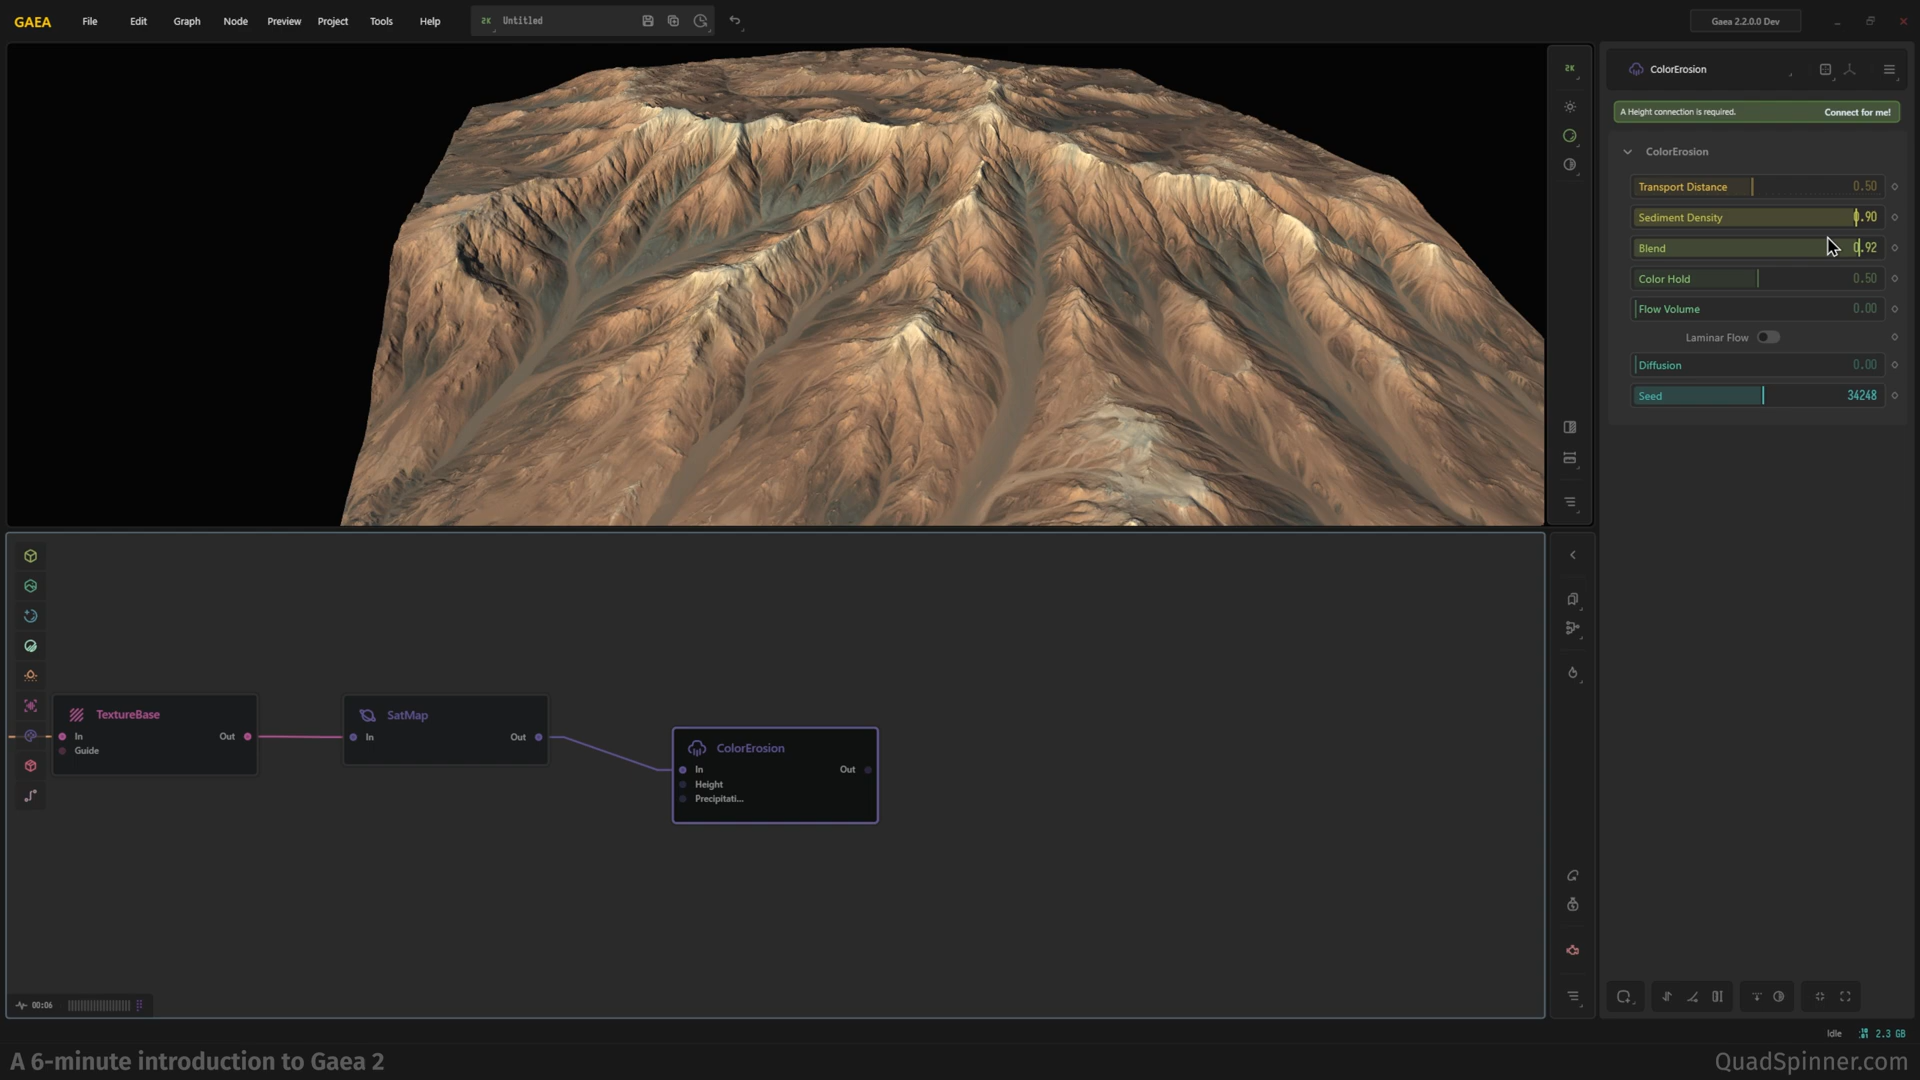 GAEA File Edit Graph Node Preview Project Tools Help 2K Untitled Gaea 2.2.0.0 Dev
2K
ColorErosion
A Height connection is required. Connect for me!
ColorErosion
Transport Distance 0.50
Sediment Density 0.90
Blend 0.92
Color Hold 0.50
Flow Volume 0.00
Laminar Flow
Diffusion 0.00
Seed 34248
TextureBase
In Out
Guide
SatMap
In Out
ColorErosion
In Out
Height
Precipitati...
00:06
Idle 2.3 GB
A 6-minute introduction to Gaea 2
QuadSpinner.com